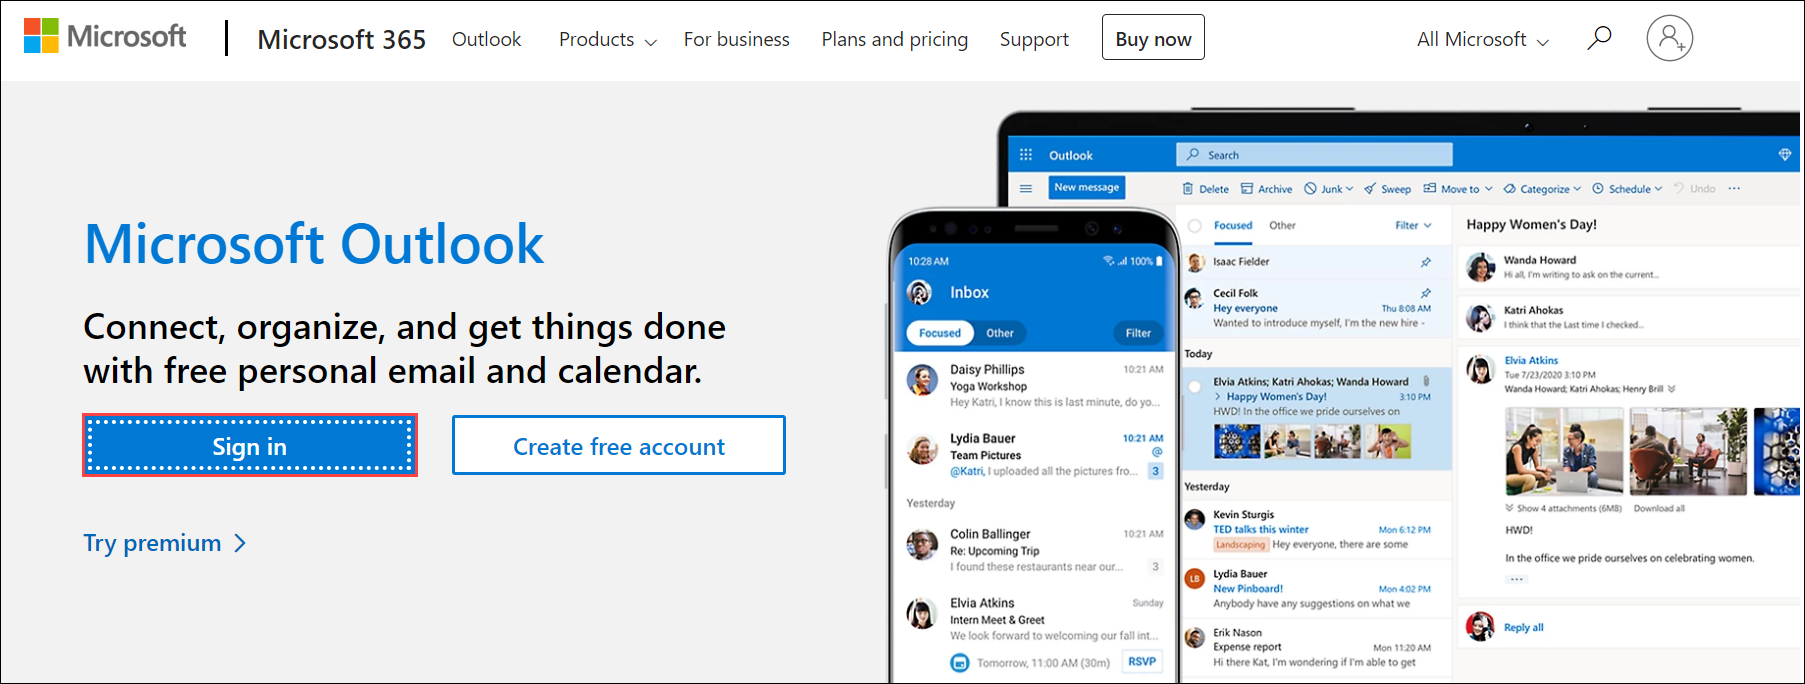 Microsoft
Microsoft 365
Outlook
Products
For business
Plans and pricing
Support
Buy now
All Microsoft
Microsoft Outlook
Connect, organize, and get things done
with free personal email and calendar.
Sign in
Create free account
Try premium
10:28 AM
100%
Inbox
Focused
Other
Filter
Daisy Phillips
10:21 AM
Yoga Workshop
Hey Katri, I know this is last minute, do yo...
Lydia Bauer
10:21 AM
Team Pictures
@
@Katri, I uploaded all the pictures fro...
3
Yesterday
Colin Ballinger
10:21 AM
Re: Upcoming Trip
I found these restaurants near our...
3
Elvia Atkins
Sunday
Intern Meet & Greet
We look forward to welcoming our fall int...
Tomorrow, 11:00 AM (30m)
RSVP
Outlook
Search
New message
Delete
Archive
Junk
Sweep
Move to
Categorize
Schedule
Undo
...
Focused
Other
Filter
Isaac Fielder
Cecil Folk
Hey everyone
Thu 8:08 AM
Wanted to introduce myself, I'm the new hire -
Today
Elvia Atkins; Katri Ahokas; Wanda Howard
> Happy Women's Day!
3:10 PM
HWD! In the office we pride ourselves on
Yesterday
Kevin Sturgis
TED talks this winter
Mon 6:12 PM
Landscaping
Hey everyone, there are some
LB
Lydia Bauer
New Pinboard!
Mon 4:02 PM
Anybody have any suggestions on what we
Erik Nason
Expense report
Mon 11:20 AM
Hi there Kat, I'm wondering if I'm able to get
Happy Women's Day!
Wanda Howard
Hi all, I'm writing to ask on the current...
Katri Ahokas
I think that the Last time I checked...
Elvia Atkins
Tue 7/23/2020 3:10 PM
Wanda Howard; Katri Ahokas; Henry Brill
Show 4 attachments (6MB)
Download all
HWD!
In the office we pride ourselves on celebrating women.
...
Reply all